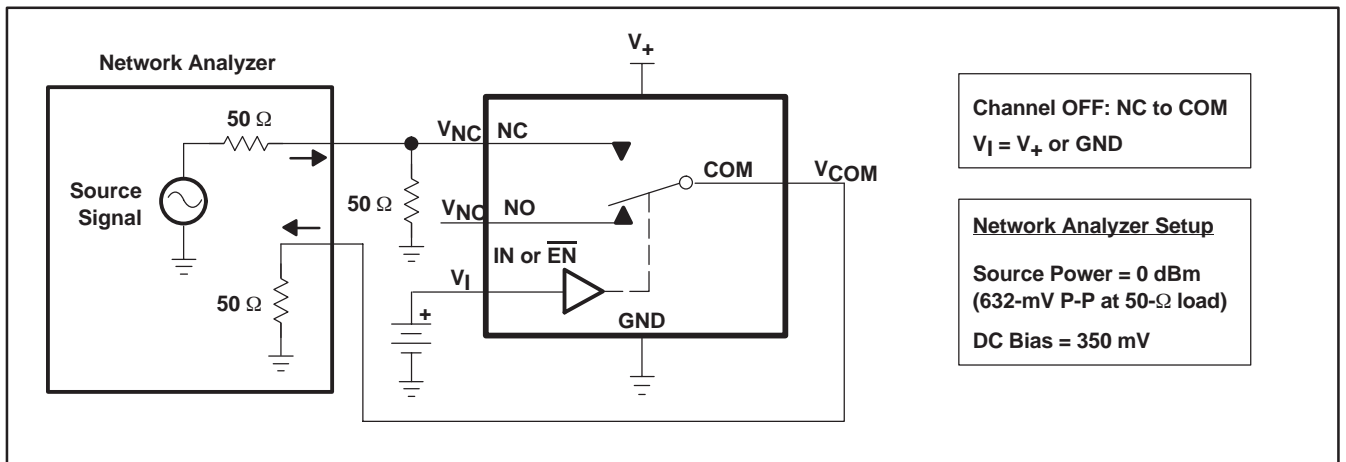 V+
Network Analyzer
50 Ω
VNC NC
Source
Signal
50 Ω
COM
VCOM
VNC NO
IN or EN
50 Ω
VI
+
GND
Channel OFF: NC to COM
VI = V+ or GND
Network Analyzer Setup
Source Power = 0 dBm
(632-mV P-P at 50-Ω load)
DC Bias = 350 mV